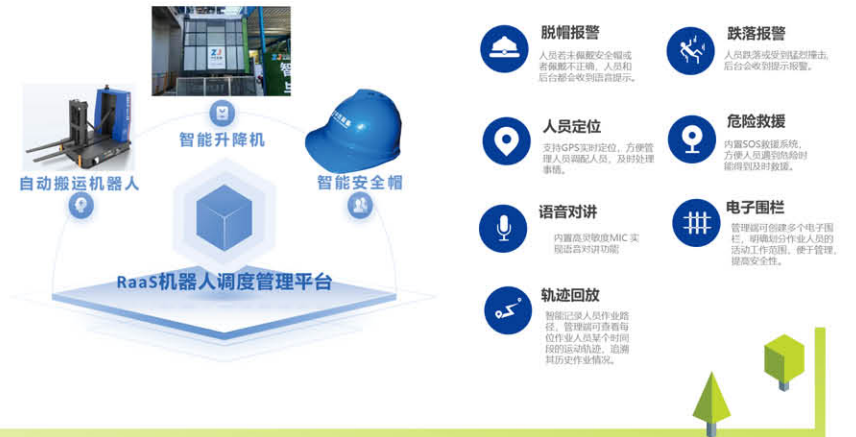 ZJ
智能升降机
自动搬运机器人
智能安全帽
RaaS机器人调度管理平台
脱帽报警
人员若未佩戴安全帽或
者佩戴不正确，人员和
后台都会收到语音提示。
跌落报警
人员跌落或受到猛烈撞击，
后台会收到提示报警。
人员定位
支持GPS实时定位，方便管
理人员调配人员，及时处理
事情。
危险救援
内置SOS救援系统，
方便人员遇到危险时
能得到及时救援。
语音对讲
内置高灵敏度MIC 实
现语音对讲功能
电子围栏
管理端可创建多个电子围
栏，明确划分作业人员的
活动工作范围，便于管理，
提高安全性。
轨迹回放
智能记录人员作业路
径，管理端可查看每
位作业人员某个时间
段的运动轨迹，追溯
其历史作业情况。